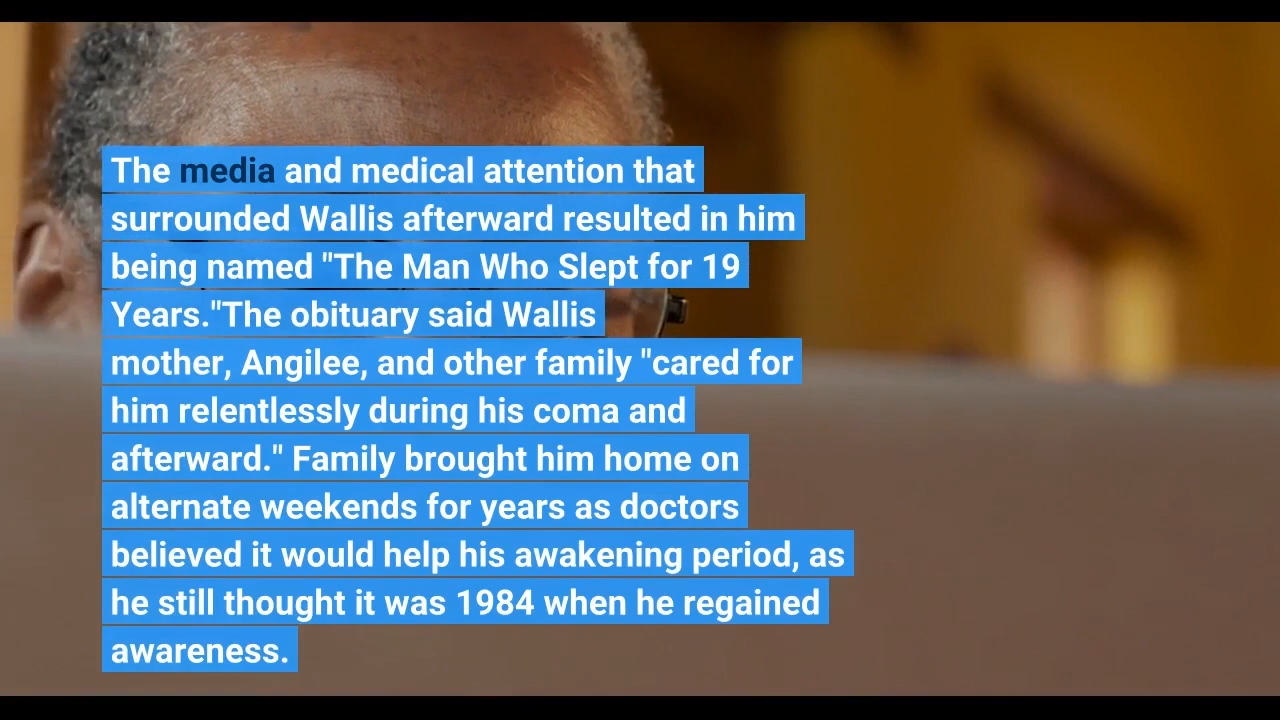 The media and medical attention that
surrounded Wallis afterward resulted in him
being named "The Man Who Slept for 19
Years."The obituary said Wallis
mother, Angilee, and other family "cared for
him relentlessly during his coma and
afterward." Family brought him home on
alternate weekends for years as doctors
believed it would help his awakening period, as
he still thought it was 1984 when he regained
awareness.